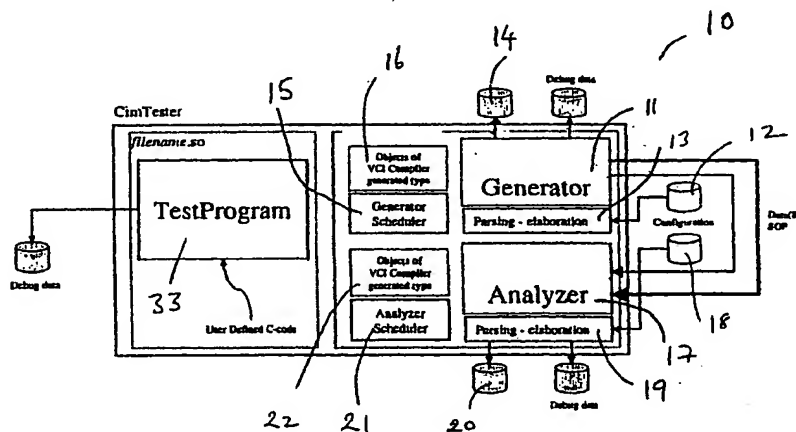 10
14
Debug data
16
15
11
13
12
CimTester
filename.so
Objects of
VCI Compiler
generated type
Generator
Generator
Scheduler
Parsing - elaboration
Configuration
TestProgram
33
Debug data
User Defined C-code
Objects of
VCI Compiler
generated type
Analyzer
Analyzer
Scheduler
Parsing - elaboration
18
17
19
22
21
20
Debug data
SOP